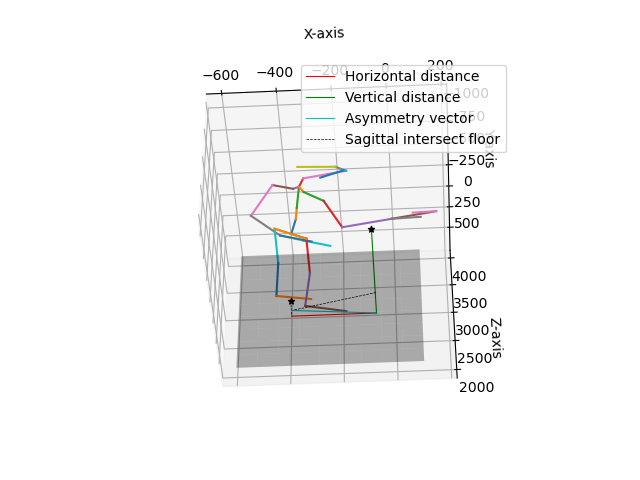 X-axis
−600
−400
−200
0
200
Horizontal distance
Vertical distance
Asymmetry vector
Sagittal intersect floor
−1000
−750
−250
0
250
500
4000
3500
3000
2500
2000
Z-axis